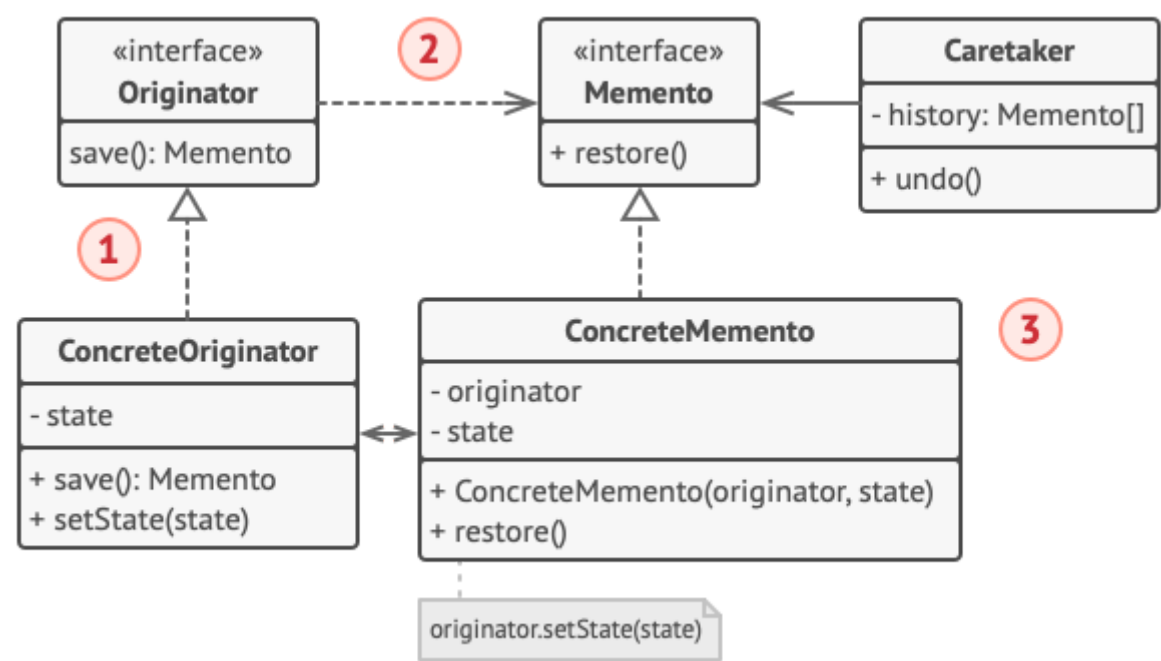 «interface»
Originator
save(): Memento
2
«interface»
Memento
+ restore()
Caretaker
- history: Memento[]
+ undo()
1
ConcreteOriginator
- state
+ save(): Memento
+ setState(state)
ConcreteMemento
- originator
- state
+ ConcreteMemento(originator, state)
+ restore()
3
originator.setState(state)